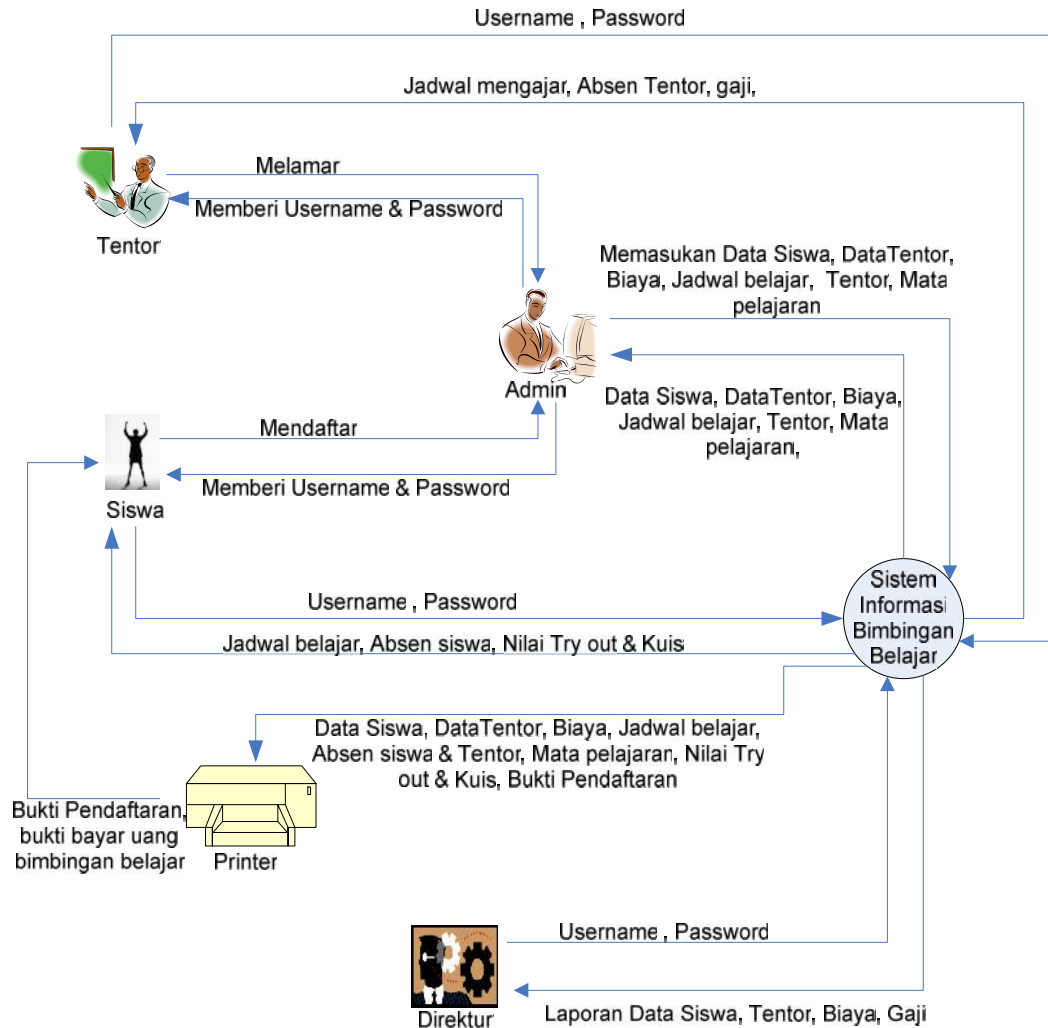 Username , Password
Jadwal mengajar, Absen Tentor, gaji,
Melamar
Memberi Username & Password
Tentor
Memasukan Data Siswa, DataTentor,
Biaya, Jadwal belajar, Tentor, Mata
pelajaran
Admin
Data Siswa, DataTentor, Biaya,
Jadwal belajar, Tentor, Mata
pelajaran,
Mendaftar
Memberi Username & Password
Siswa
Sistem
Informasi
Bimbingan
Belajar
Username , Password
Jadwal belajar, Absen siswa, Nilai Try out & Kuis
Data Siswa, DataTentor, Biaya, Jadwal belajar,
Absen siswa & Tentor, Mata pelajaran, Nilai Try
out & Kuis, Bukti Pendaftaran
Bukti Pendaftaran,
bukti bayar uang
bimbingan belajar
Printer
Username , Password
Direktur
Laporan Data Siswa, Tentor, Biaya, Gaji